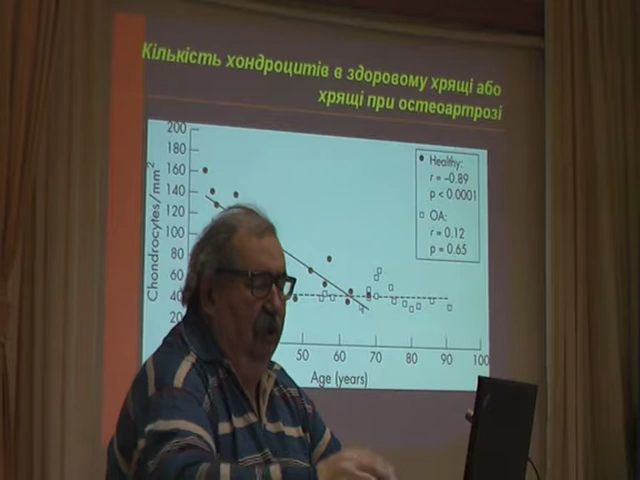 Кількість хондроцитів в здоровому хрящі або
хрящі при остеоартрозі
Chondrocytes/mm²
200
180
160
140
120
100
80
60
40
20
Healthy:
r = –0.89
p < 0.0001
OA:
r = 0.12
p = 0.65
50 60 70 80 90 100
Age (years)